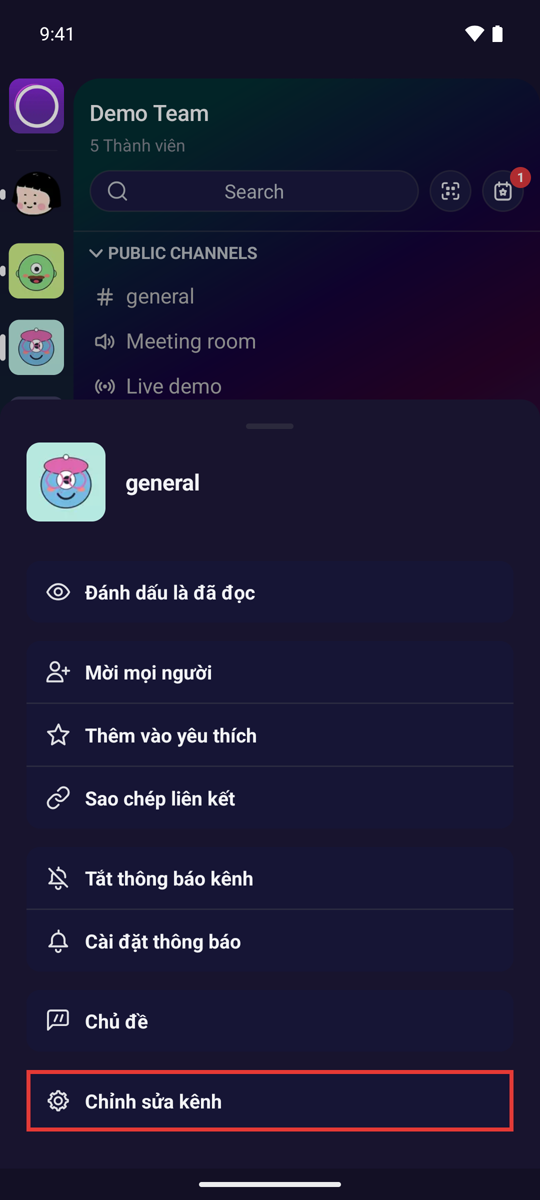 9:41
Demo Team
5 Thành viên
Search
1
PUBLIC CHANNELS
general
Meeting room
Live demo
general
Đánh dấu là đã đọc
Mời mọi người
Thêm vào yêu thích
Sao chép liên kết
Tắt thông báo kênh
Cài đặt thông báo
Chủ đề
Chỉnh sửa kênh